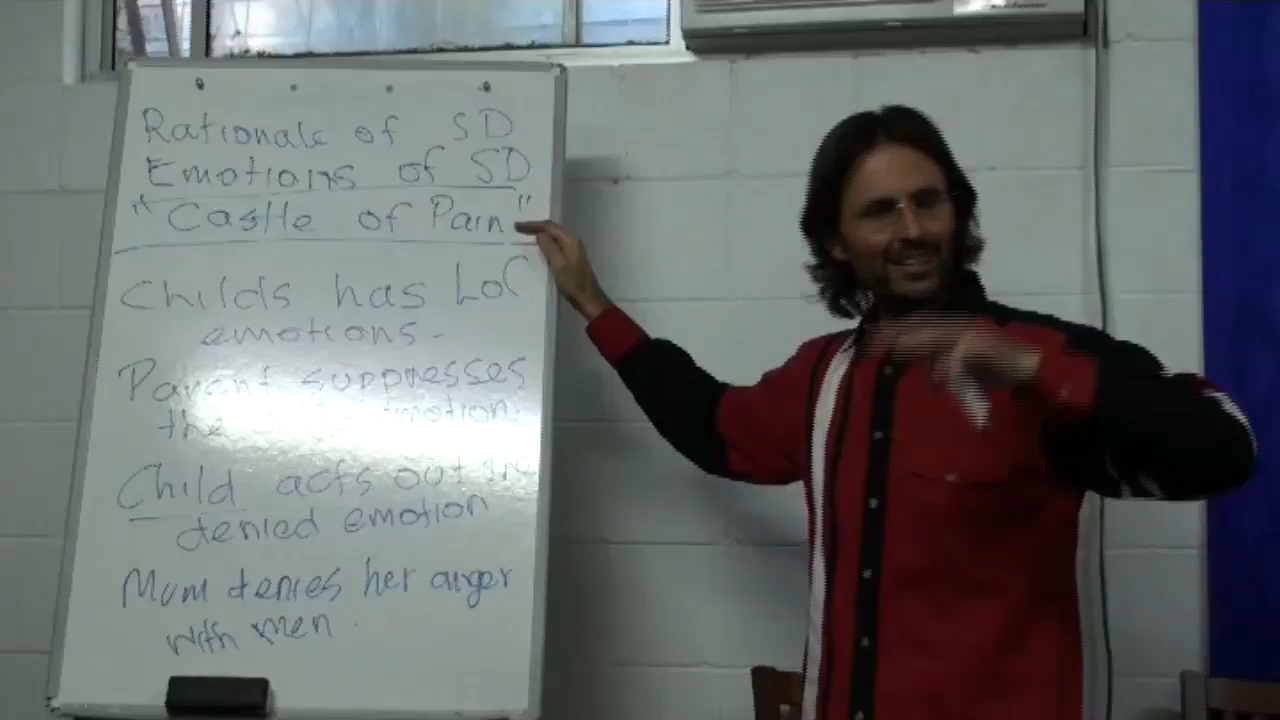 Rationale of SD
Emotions of SD
"Castle of Pain"
Childs has LoC
emotions.
Parent suppresses
the emotion.
Child acts out the
denied emotion
Mum denies her anger
with men.